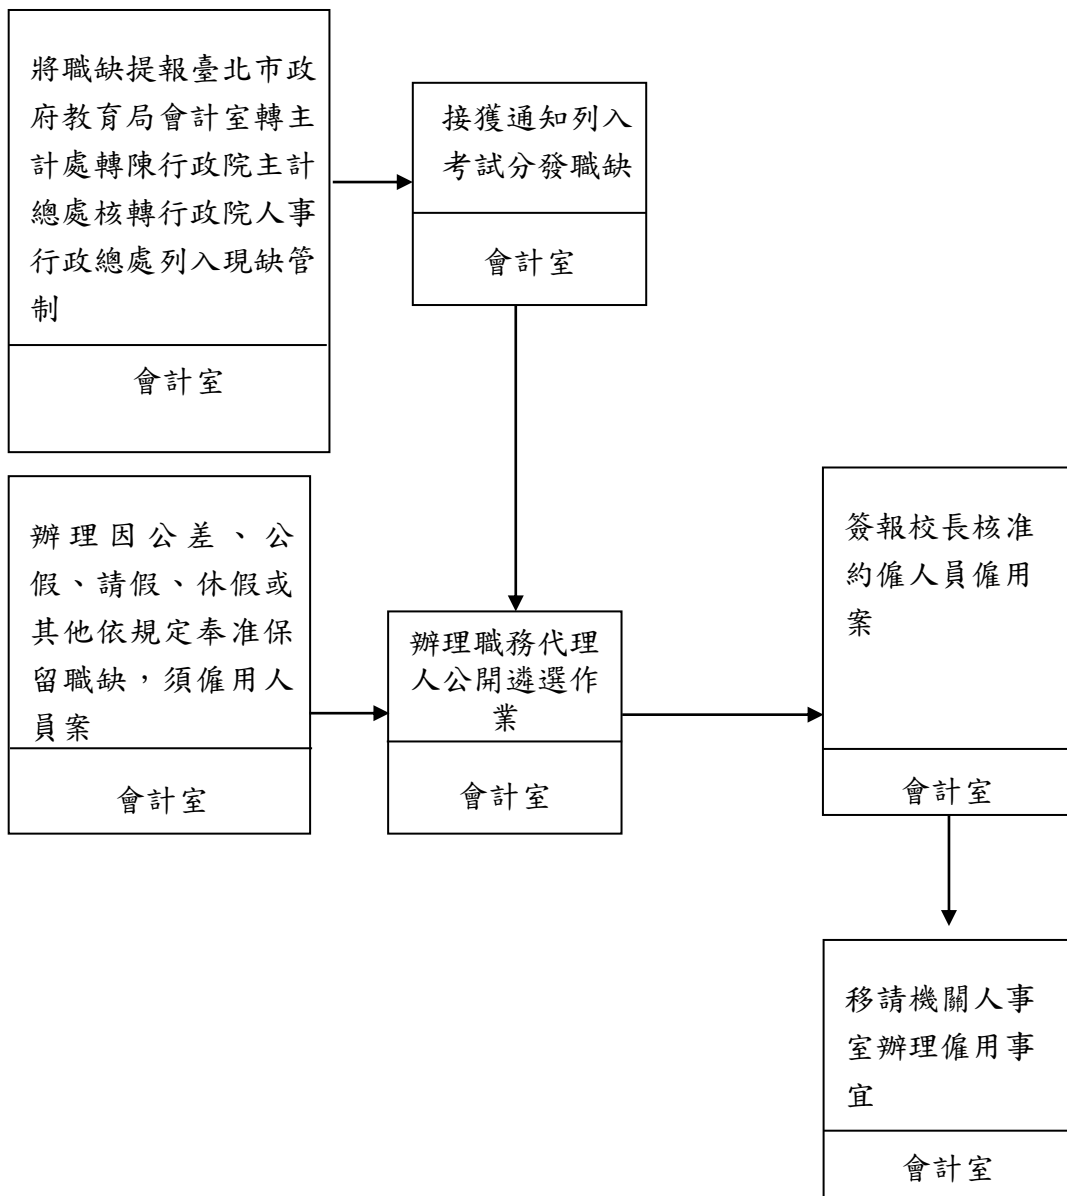 將職缺提報臺北市政
府教育局會計室轉主
計處轉陳行政院主計
總處核轉行政院人事
行政總處列入現缺管
制
會計室
接獲通知列入
考試分發職缺
會計室
辦理因公差、公
假、請假、休假或
其他依規定奉准保
留職缺，須僱用人
員案
會計室
辦理職務代理
人公開遴選作
業
會計室
簽報校長核准
約僱人員僱用
案
會計室
移請機關人事
室辦理僱用事
宜
會計室